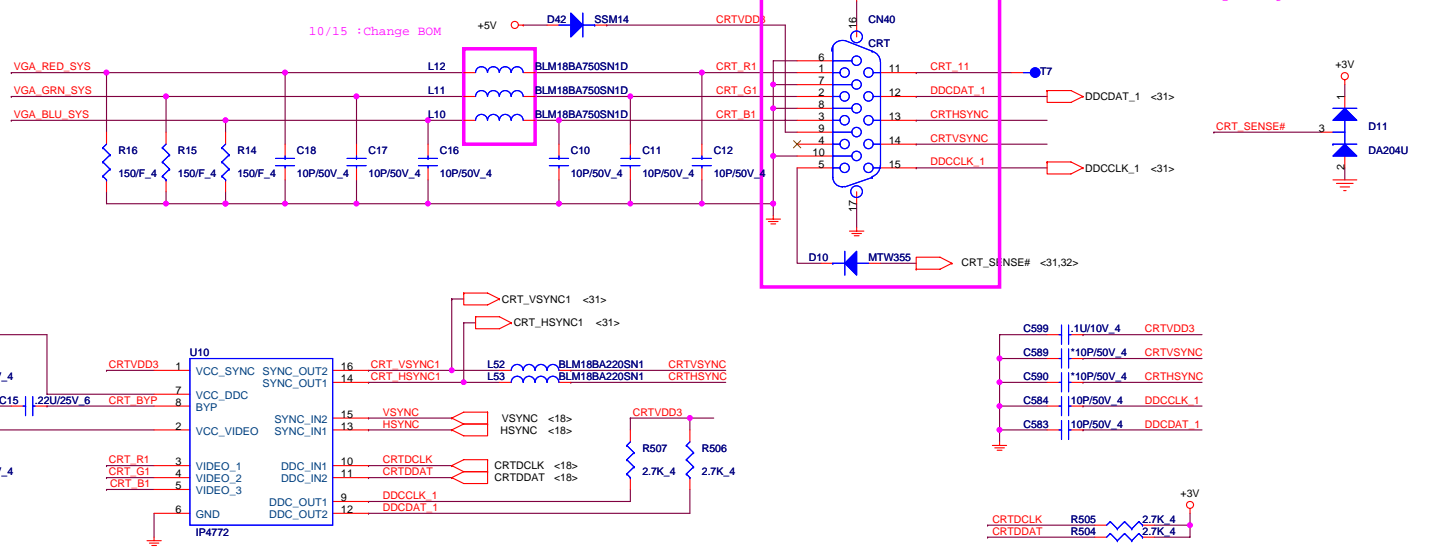 10/15 :Change BOM
+5V D42 SSM14 CRTVDD3 16 CN40
CRT
VGA_RED_SYS L12 BLM18BA750SN1D CRT_R1
VGA_GRN_SYS L11 BLM18BA750SN1D CRT_G1
VGA_BLU_SYS L10 BLM18BA750SN1D CRT_B1
6
1 11 CRT_11 T7
7
2 12 DDCDAT_1 DDCDAT_1 <31>
8
3 13 CRTHSYNC
9
4 14 CRTVSYNC
10
5 15 DDCCLK_1 DDCCLK_1 <31>
17
+3V
1
CRT_SENSE# 3 D11
DA204U
2
R16 R15 R14 C18 C17 C16 C10 C11 C12
150/F_4 150/F_4 150/F_4 10P/50V_4 10P/50V_4 10P/50V_4 10P/50V_4 10P/50V_4 10P/50V_4
D10 MTW355 CRT_SENSE# <31,32>
CRT_VSYNC1 <31>
CRT_HSYNC1 <31>
U10
CRTVDD3 1 VCC_SYNC SYNC_OUT2 16 CRT_VSYNC1 L52 BLM18BA220SN1 CRTVSYNC
SYNC_OUT1 14 CRT_HSYNC1 L53 BLM18BA220SN1 CRTHSYNC
_4
7 VCC_DDC
C15 .22U/25V_6 CRT_BYP 8 BYP
SYNC_IN2 15 VSYNC VSYNC <18>
2 VCC_VIDEO SYNC_IN1 13 HSYNC HSYNC <18>
CRTVDD3
R507 R506
2.7K_4 2.7K_4
_4
CRT_R1 3 VIDEO_1 DDC_IN1 10 CRTDCLK CRTDCLK <18>
CRT_G1 4 VIDEO_2 DDC_IN2 11 CRTDDAT CRTDDAT <18>
CRT_B1 5 VIDEO_3
DDC_OUT1 9 DDCCLK_1
6 GND DDC_OUT2 12 DDCDAT_1
IP4772
C599 .1U/10V_4 CRTVDD3
C589 *10P/50V_4 CRTVSYNC
C590 *10P/50V_4 CRTHSYNC
C584 10P/50V_4 DDCCLK_1
C583 10P/50V_4 DDCDAT_1
+3V
CRTDCLK R505 2.7K_4
CRTDDAT R504 2.7K_4